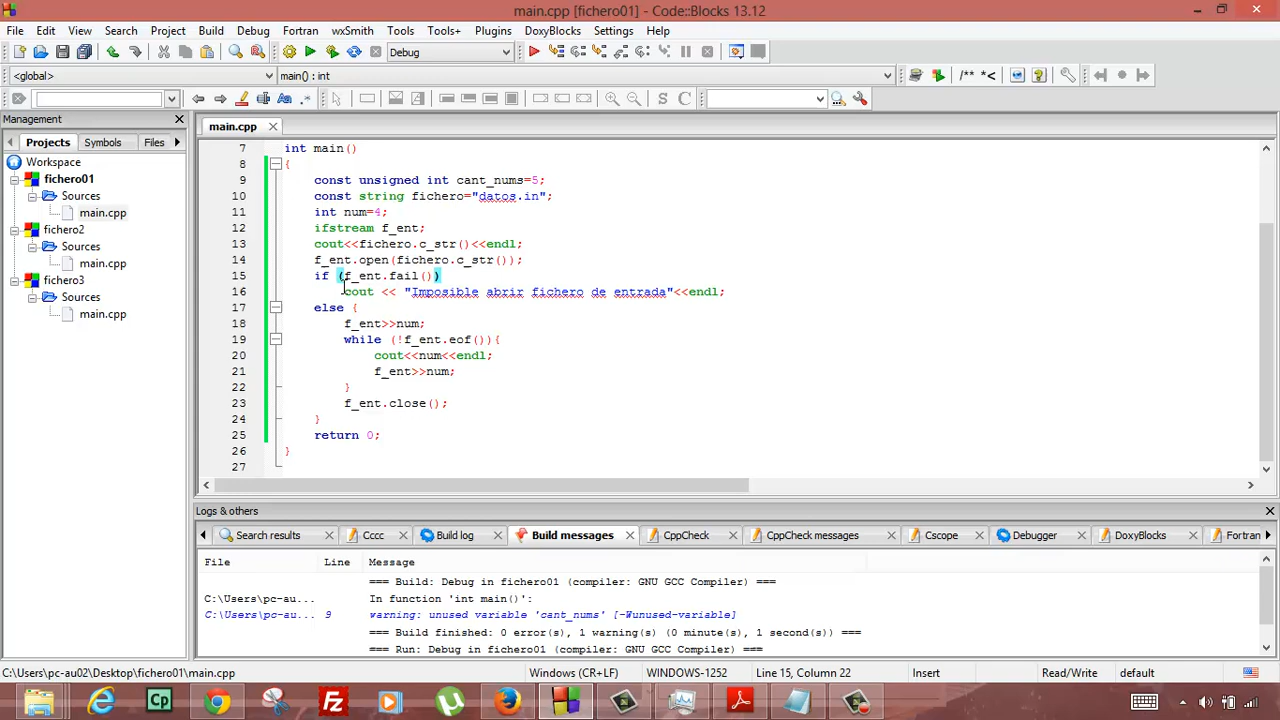 main.cpp [fichero01] - Code::Blocks 13.12
File Edit View Search Project Build Debug Fortran wxSmith Tools Tools+ Plugins DoxyBlocks Settings Help
Debug
<global> main() : int /** *<
S C
Management
Projects Symbols Files
main.cpp
Workspace
fichero01
Sources
main.cpp
fichero2
Sources
main.cpp
fichero3
Sources
main.cpp
7 int main()
8 {
9 const unsigned int cant_nums=5;
10 const string fichero="datos.in";
11 int num=4;
12 ifstream f_ent;
13 cout<<fichero.c_str()<<endl;
14 f_ent.open(fichero.c_str());
15 if (f_ent.fail())
16 cout << "Imposible abrir fichero de entrada"<<endl;
17 else {
18 f_ent>>num;
19 while (!f_ent.eof()){
20 cout<<num<<endl;
21 f_ent>>num;
22 }
23 f_ent.close();
24 }
25 return 0;
26 }
27
Logs & others
Search results Cccc Build log Build messages CppCheck CppCheck messages Cscope Debugger DoxyBlocks Fortran
File Line Message
=== Build: Debug in fichero01 (compiler: GNU GCC Compiler) ===
C:\Users\pc-au... In function 'int main()':
C:\Users\pc-au... 9 warning: unused variable 'cant_nums' [-Wunused-variable]
=== Build finished: 0 error(s), 1 warning(s) (0 minute(s), 1 second(s)) ===
=== Run: Debug in fichero01 (compiler: GNU GCC Compiler) ===
C:\Users\pc-au02\Desktop\fichero01\main.cpp Windows (CR+LF) WINDOWS-1252 Line 15, Column 22 Insert Read/Write default
Cp